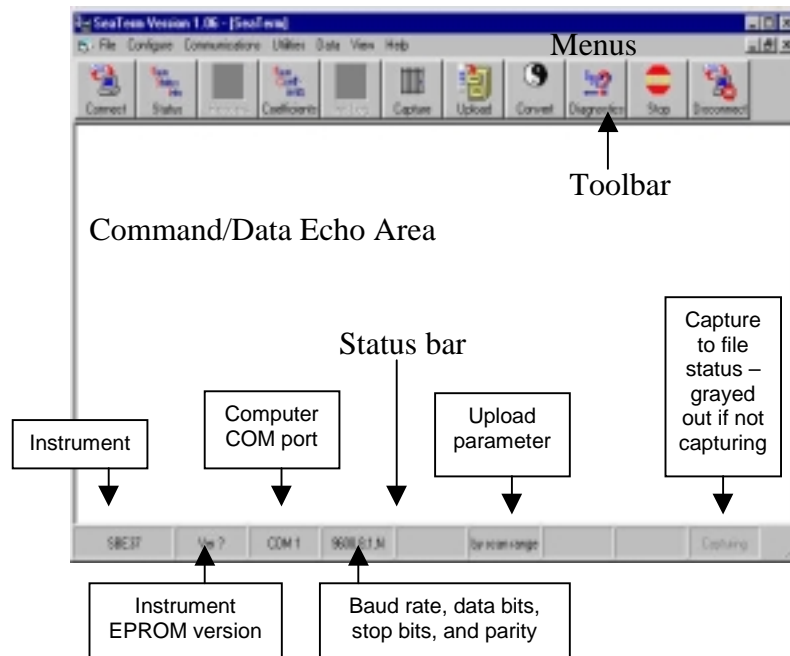 SeaTerm Version 1.06 - [SeaTerm]
File Configure Communications Utilities Data View Help
Menus
Connect Status Coefficients Capture Upload Convert Diagnostics Stop Disconnect
Toolbar
Command/Data Echo Area
Status bar
Capture
to file
status –
grayed
out if not
capturing
Computer
COM port
Upload
parameter
Instrument
SBE37 Ver ? COM 1 9600,8,1,N by scan range Capturing
Instrument
EPROM version
Baud rate, data bits,
stop bits, and parity